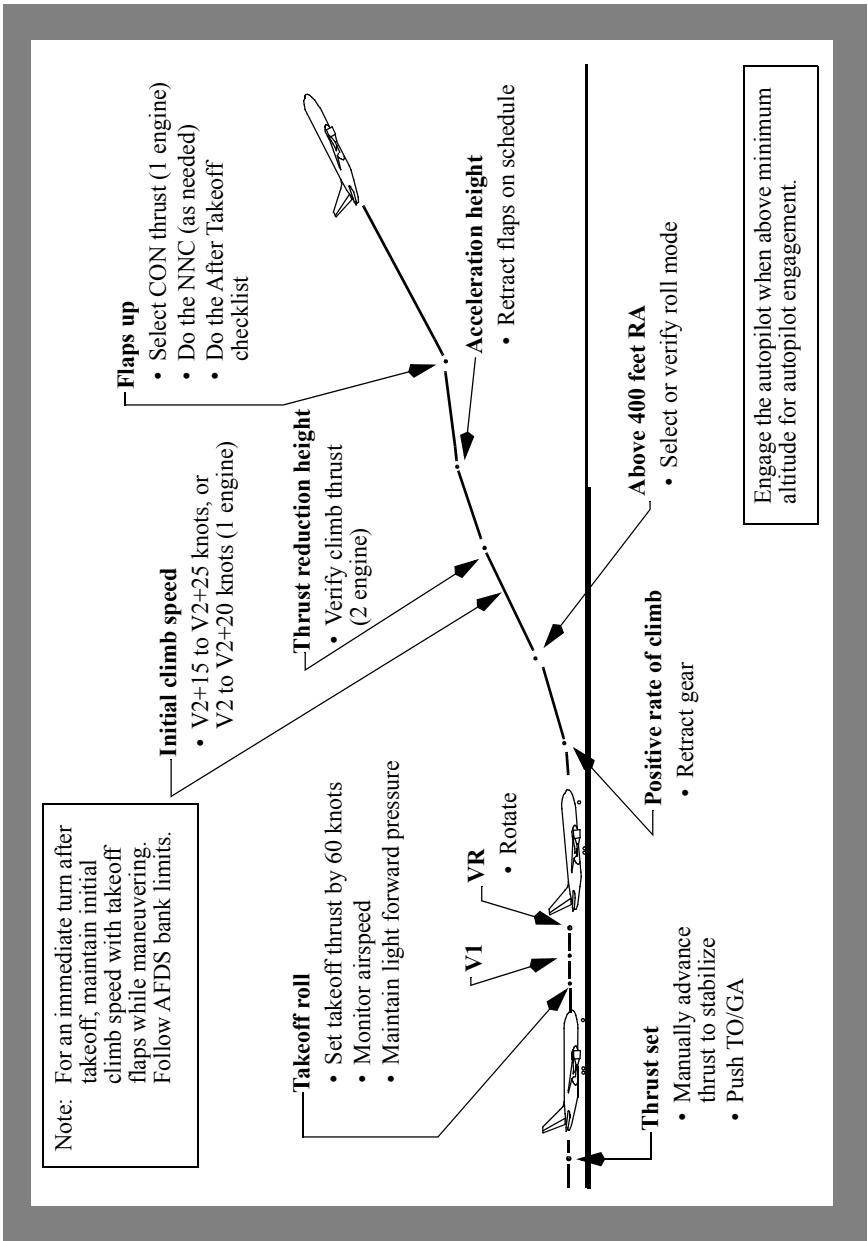 Note: For an immediate turn after
takeoff, maintain initial
climb speed with takeoff
flaps while maneuvering.
Follow AFDS bank limits.
Takeoff roll
• Set takeoff thrust by 60 knots
• Monitor airspeed
• Maintain light forward pressure
V1
VR
• Rotate
Thrust set
• Manually advance
thrust to stabilize
• Push TO/GA
Positive rate of climb
• Retract gear
Initial climb speed
• V2+15 to V2+25 knots, or
V2 to V2+20 knots (1 engine)
Above 400 feet RA
• Select or verify roll mode
Thrust reduction height
• Verify climb thrust
(2 engine)
Acceleration height
• Retract flaps on schedule
Flaps up
• Select CON thrust (1 engine)
• Do the NNC (as needed)
• Do the After Takeoff
checklist
Engage the autopilot when above minimum
altitude for autopilot engagement.